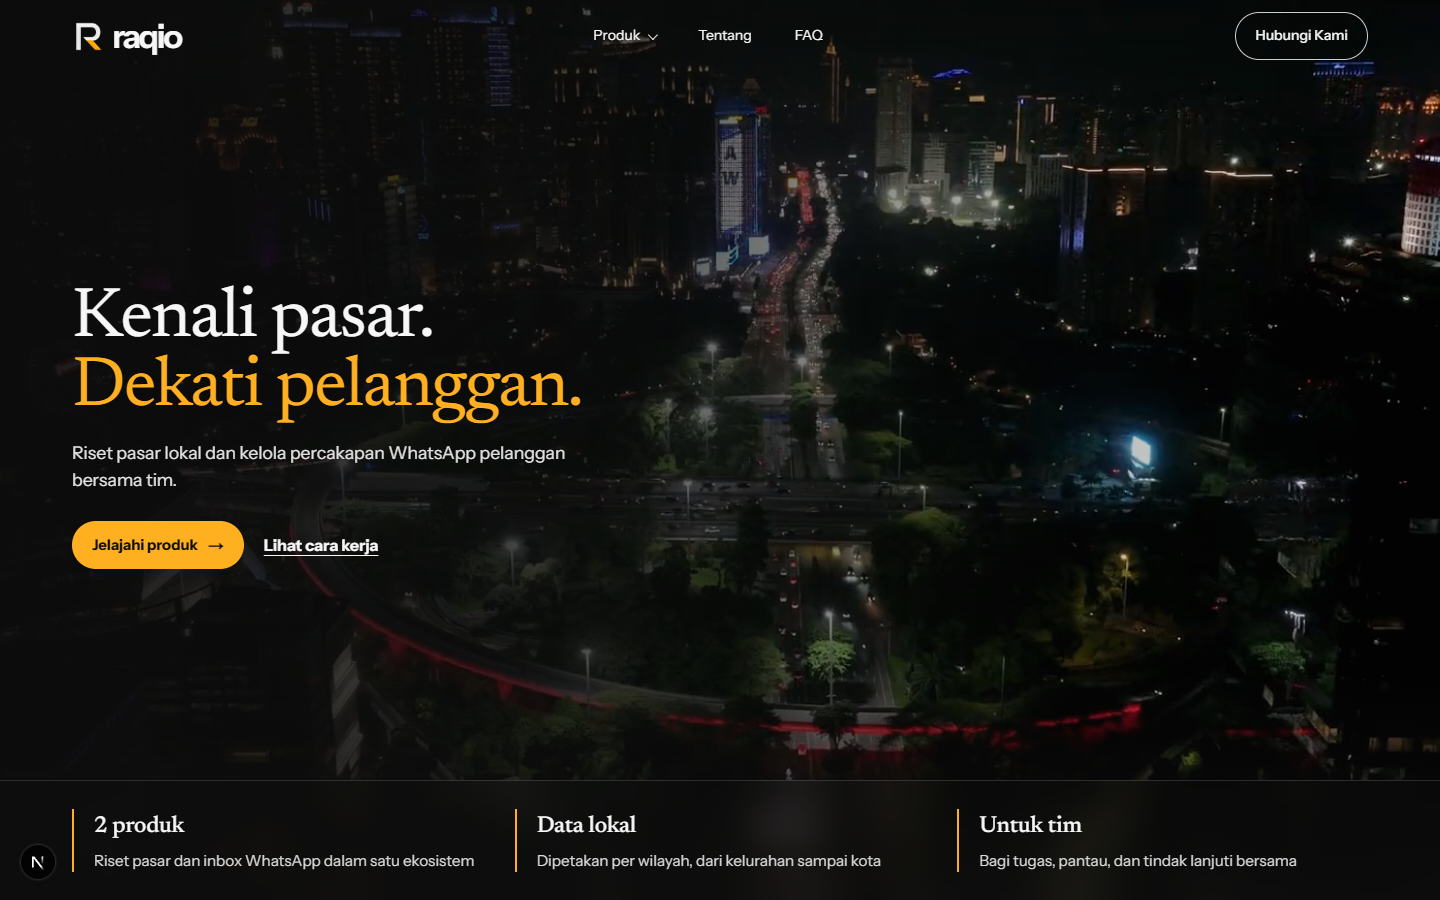 raqio
Produk
Tentang
FAQ
Hubungi Kami
Kenali pasar.
Dekati pelanggan.
Riset pasar lokal dan kelola percakapan WhatsApp pelanggan
bersama tim.
Jelajahi produk →
Lihat cara kerja
2 produk
Riset pasar dan inbox WhatsApp dalam satu ekosistem
Data lokal
Dipetakan per wilayah, dari kelurahan sampai kota
Untuk tim
Bagi tugas, pantau, dan tindak lanjuti bersama
N